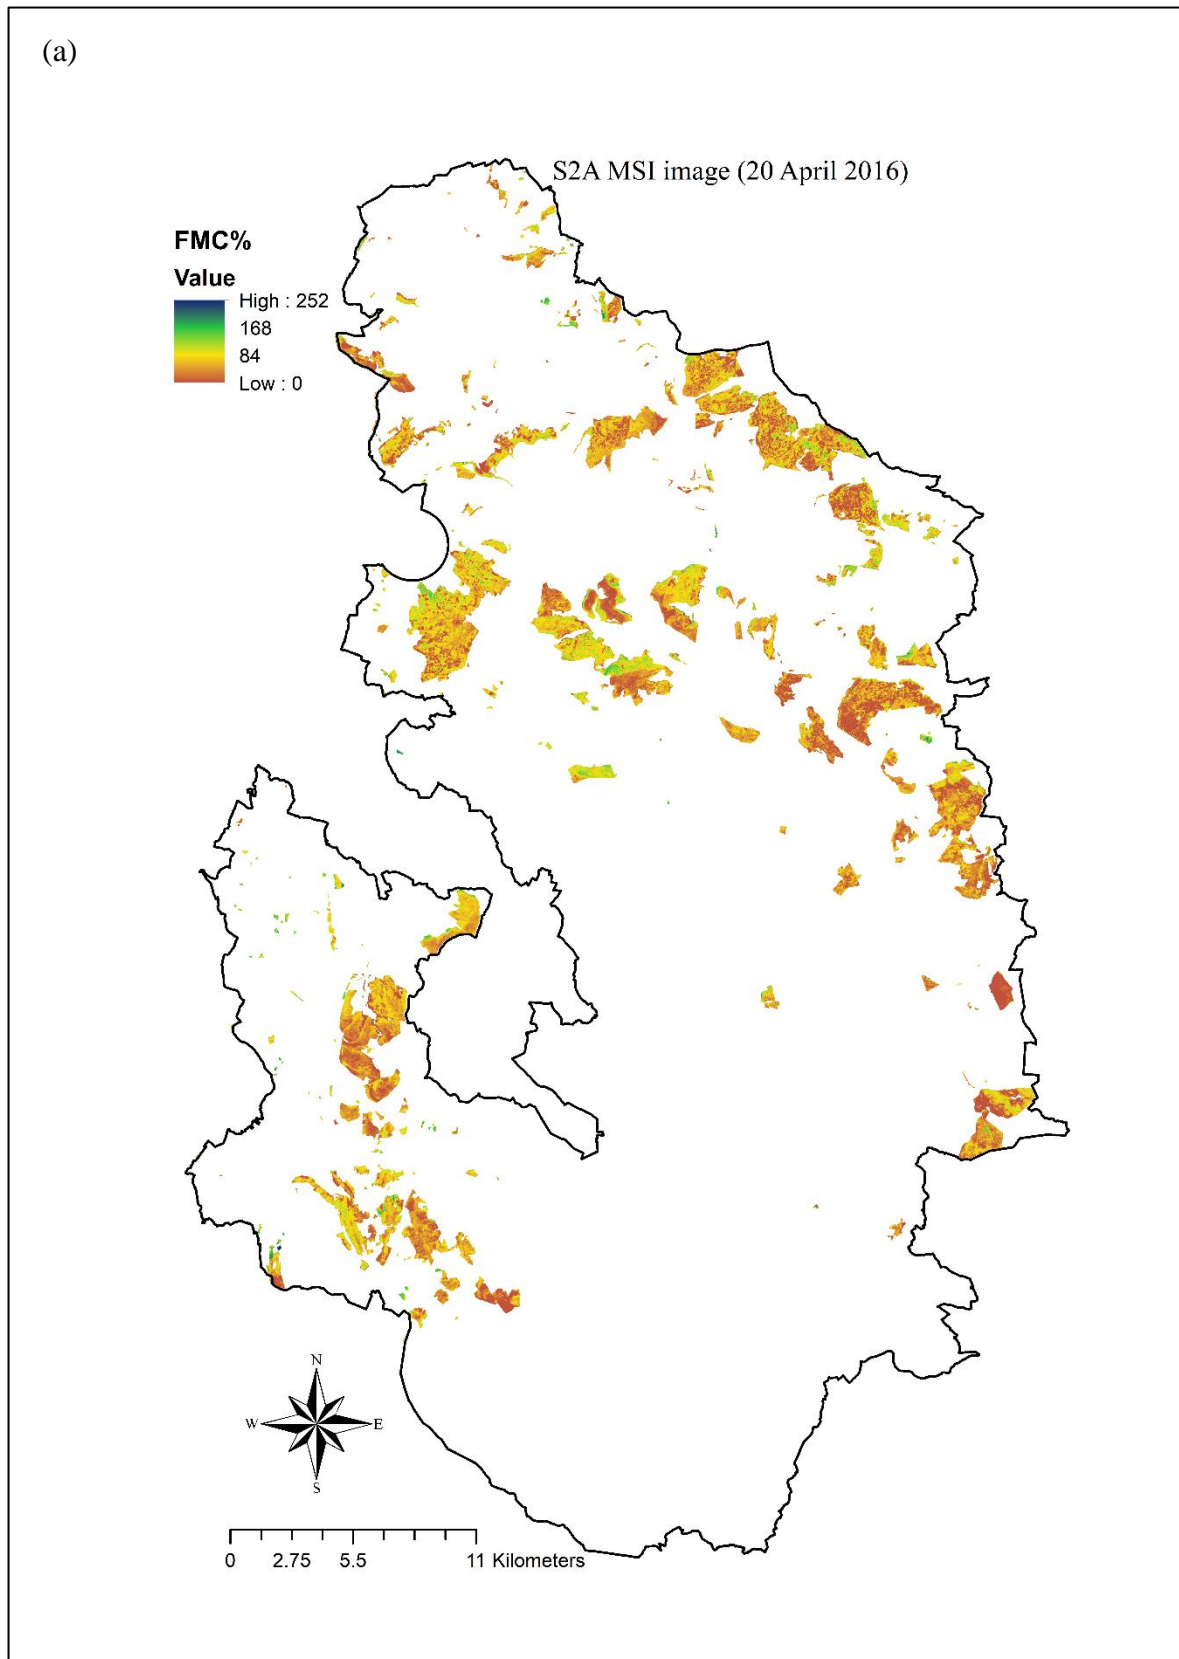 (a)
S2A MSI image (20 April 2016)
FMC%
Value
High : 252
168
84
Low : 0
N
W E
S
0 2.75 5.5 11 Kilometers